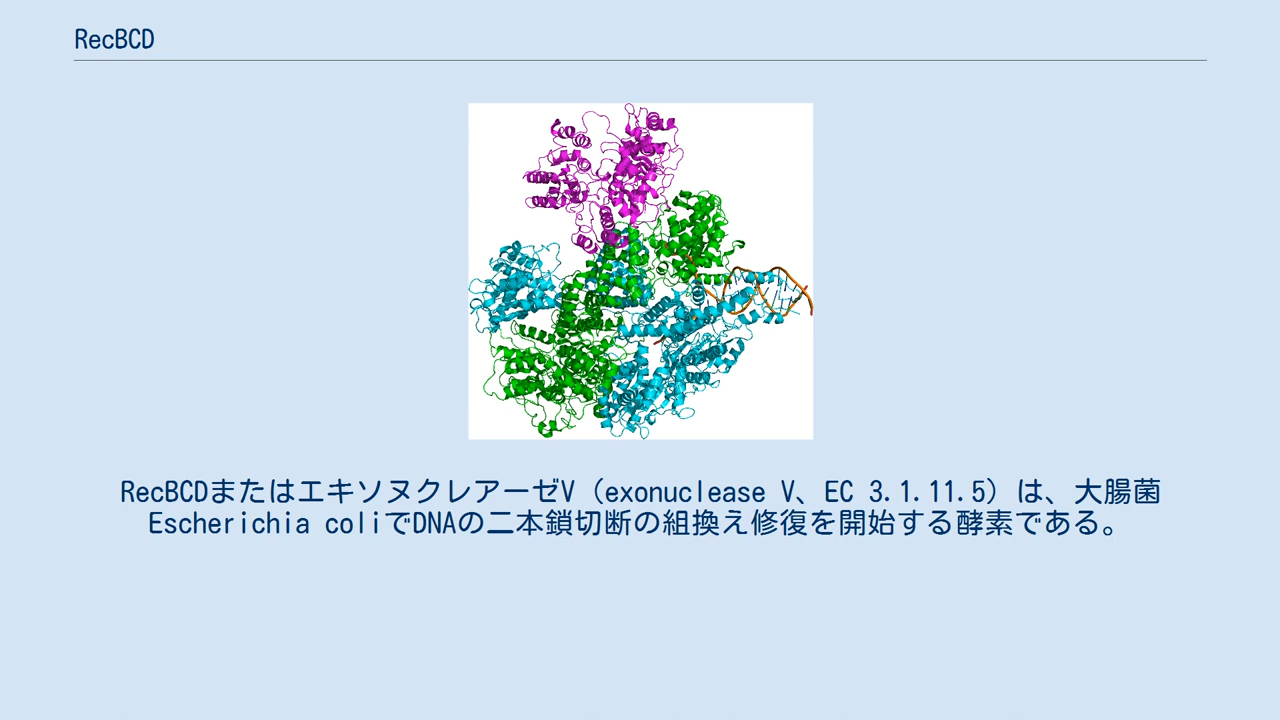 RecBCD
RecBCDまたはエキソヌクレアーゼV（exonuclease V、EC 3.1.11.5）は、大腸菌
Escherichia coliでDNAの二本鎖切断の組換え修復を開始する酵素である。